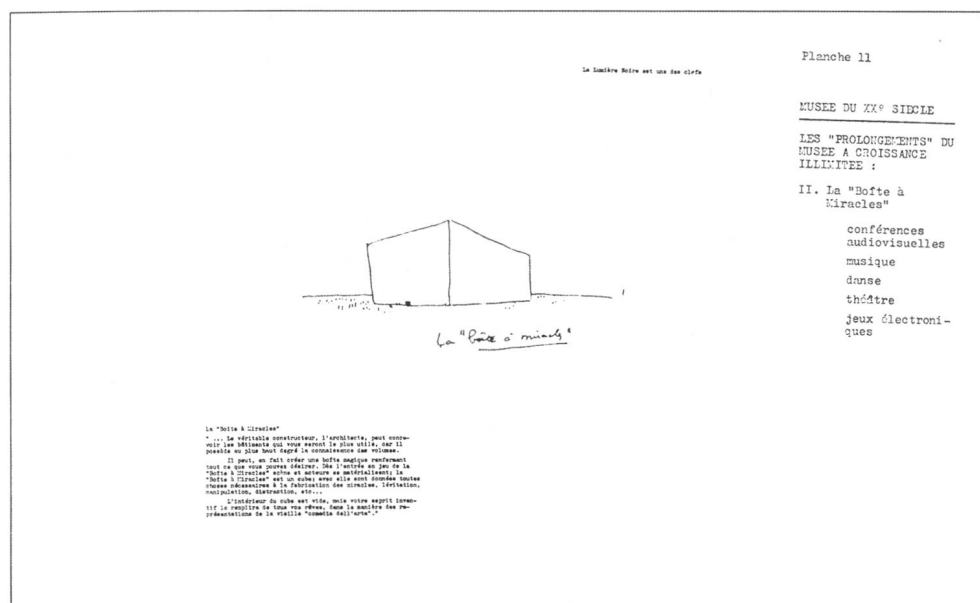 La Lumière Noire est une des clefs
Planche 11
MUSEE DU XXº SIECLE
LES "PROLONGEMENTS" DU
MUSEE A CROISSANCE
ILLIMITEE :
II. La "Boîte à
Miracles"
conférences
audiovisuelles
musique
danse
théâtre
jeux électroni-
ques
La "boîte à miracles"
La "Boîte à Miracles"
" ... Le véritable constructeur, l'architecte, peut conce-
voir les bâtiments qui vous seront le plus utile, car il
possède au plus haut degré la connaissance des volumes.
Il peut, en fait créer une boîte magique renfermant
tout ce que vous pouvez désirer. Dès l'entrée en jeu de la
"Boîte à Miracles" scène et acteurs se matérialisent; la
"Boîte à Miracles" est un cube; avec elle sont données toutes
choses nécessaires à la fabrication des miracles, lévitation,
manipulation, distraction, etc...
L'intérieur du cube est vide, mais votre esprit inven-
tif le remplira de tous vos rêves, dans la manière des re-
présentations de la vieille "comedia dell'arte"."